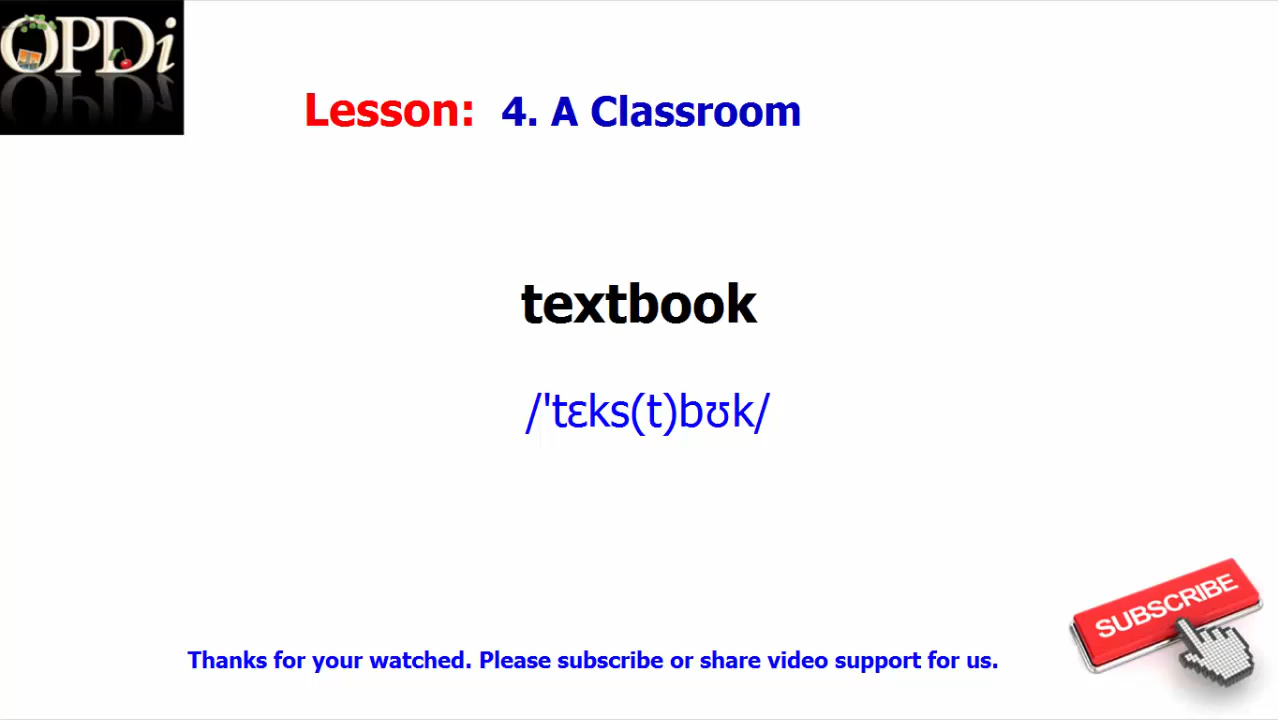 OPDi
Lesson: 4. A Classroom
textbook
/ˈtɛks(t)bʊk/
SUBSCRIBE
Thanks for your watched. Please subscribe or share video support for us.